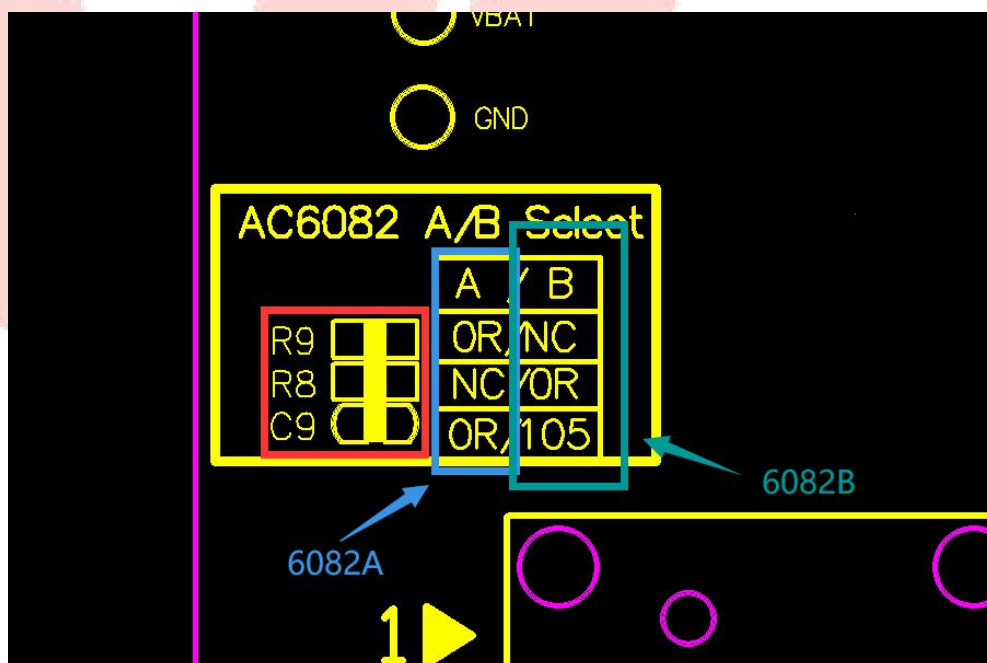 VBAT
GND
AC6082 A/B Select
A / B
R9 0R/NC
R8 NC/0R
C9 0R/105
6082B
6082A
1